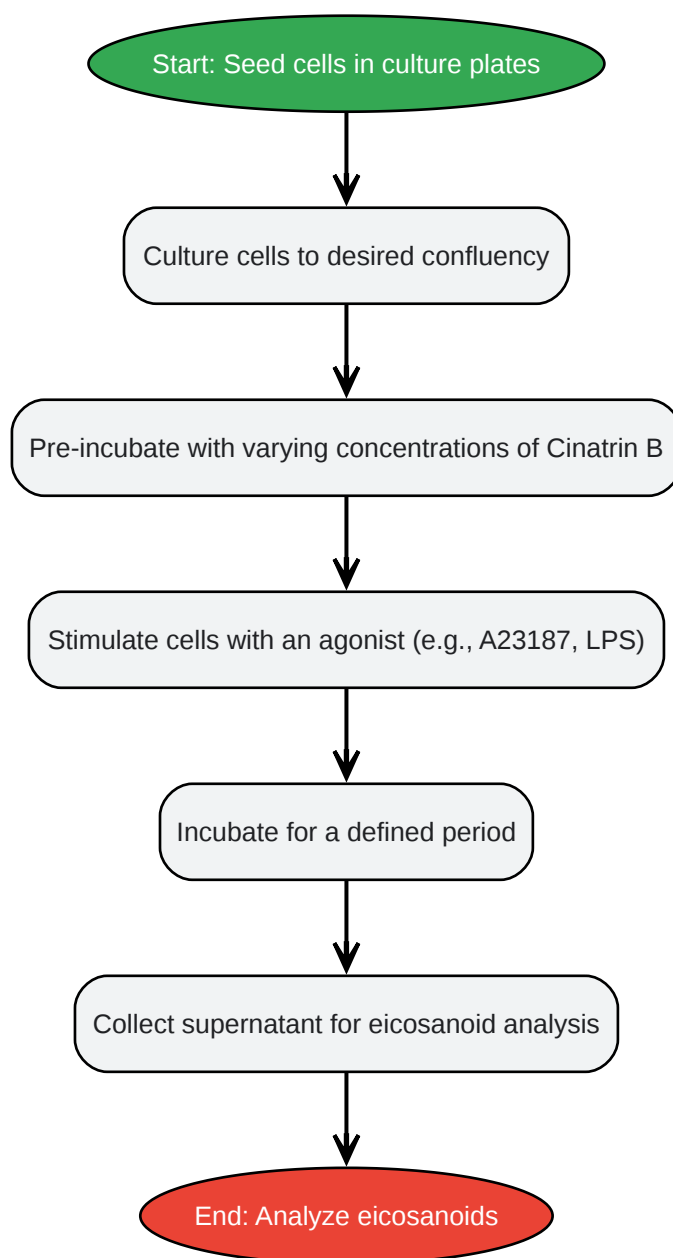 Start: Seed cells in culture plates
Culture cells to desired confluency
Pre-incubate with varying concentrations of Cinatrin B
Stimulate cells with an agonist (e.g., A23187, LPS)
Incubate for a defined period
Collect supernatant for eicosanoid analysis
End: Analyze eicosanoids